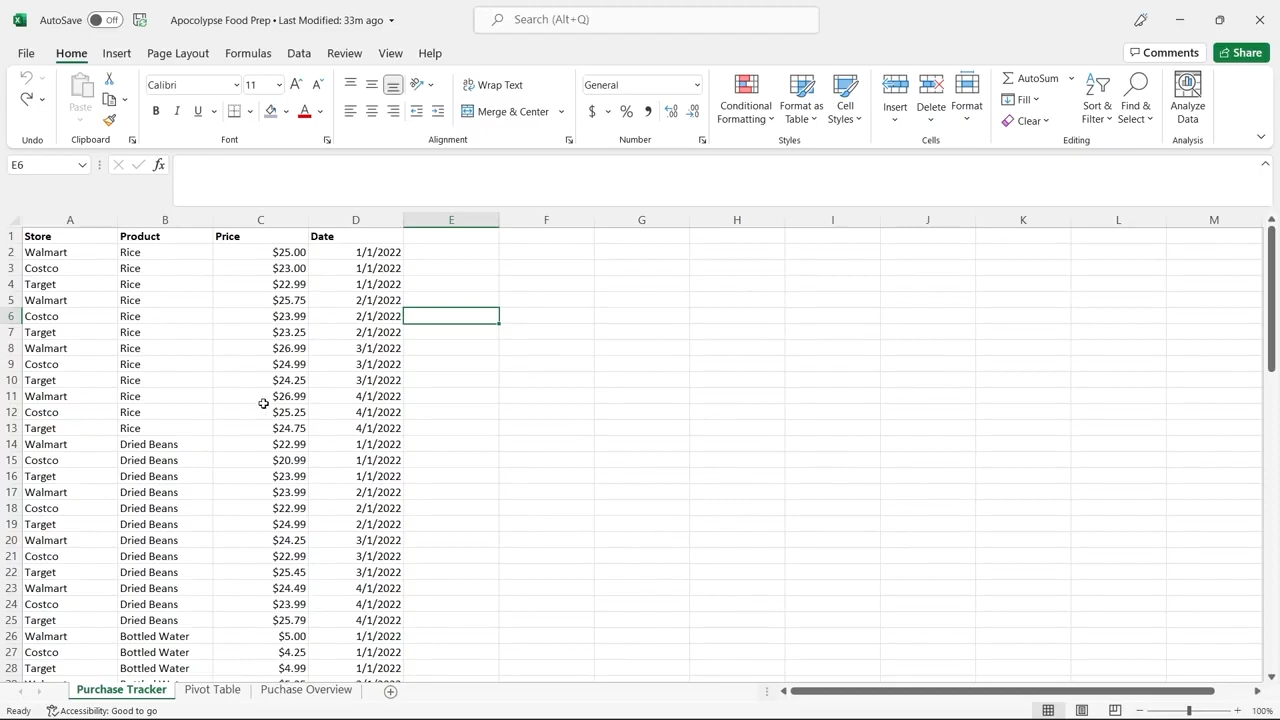 AutoSave Off Apocolypse Food Prep • Last Modified: 33m ago Search (Alt+Q)
File Home Insert Page Layout Formulas Data Review View Help Comments Share
Paste Calibri 11 Wrap Text General Conditional Formatting Format as Table Cell Styles Insert Delete Format AutoSum Sort & Filter Find & Select Analyze Data
B I U A Merge & Center $ % Fill
Clear
Undo Clipboard Font Alignment Number Styles Cells Editing Analysis
E6 fx
A B C D E F G H I J K L M
1 Store Product Price Date
2 Walmart Rice $25.00 1/1/2022
3 Costco Rice $23.00 1/1/2022
4 Target Rice $22.99 1/1/2022
5 Walmart Rice $25.75 2/1/2022
6 Costco Rice $23.99 2/1/2022
7 Target Rice $23.25 2/1/2022
8 Walmart Rice $26.99 3/1/2022
9 Costco Rice $24.99 3/1/2022
10 Target Rice $24.25 3/1/2022
11 Walmart Rice $26.99 4/1/2022
12 Costco Rice $25.25 4/1/2022
13 Target Rice $24.75 4/1/2022
14 Walmart Dried Beans $22.99 1/1/2022
15 Costco Dried Beans $20.99 1/1/2022
16 Target Dried Beans $23.99 1/1/2022
17 Walmart Dried Beans $23.99 2/1/2022
18 Costco Dried Beans $22.99 2/1/2022
19 Target Dried Beans $24.99 2/1/2022
20 Walmart Dried Beans $24.25 3/1/2022
21 Costco Dried Beans $22.99 3/1/2022
22 Target Dried Beans $25.45 3/1/2022
23 Walmart Dried Beans $24.49 4/1/2022
24 Costco Dried Beans $23.99 4/1/2022
25 Target Dried Beans $25.79 4/1/2022
26 Walmart Bottled Water $5.00 1/1/2022
27 Costco Bottled Water $4.25 1/1/2022
28 Target Bottled Water $4.99 1/1/2022
Purchase Tracker Pivot Table Puchase Overview
Ready Accessibility: Good to go 100%